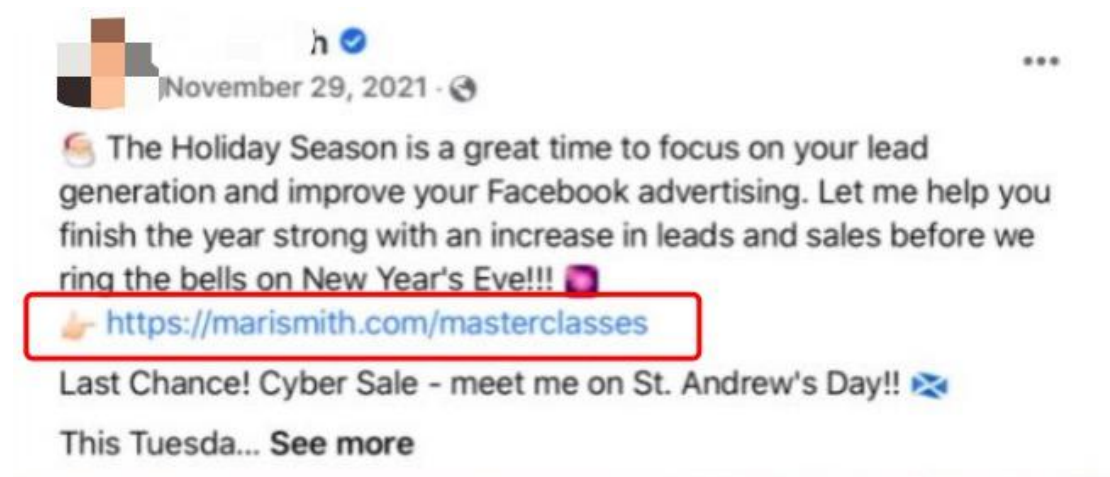 h
November 29, 2021 ·
🎅 The Holiday Season is a great time to focus on your lead
generation and improve your Facebook advertising. Let me help you
finish the year strong with an increase in leads and sales before we
ring the bells on New Year's Eve!!!
👉🏻 https://marismith.com/masterclasses
Last Chance! Cyber Sale - meet me on St. Andrew's Day!! 🏴󠁧󠁢󠁳󠁣󠁴󠁿
This Tuesda... See more